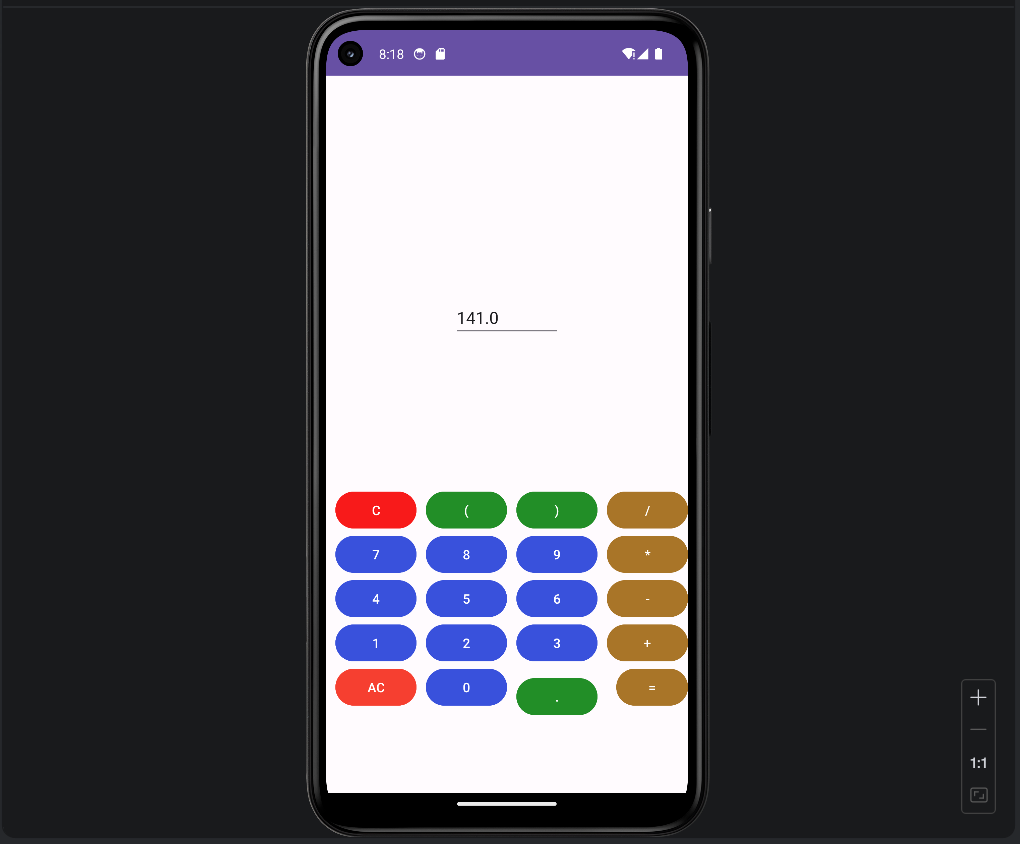 8:18
141.0
C ( ) /
7 8 9 *
4 5 6 -
1 2 3 +
AC 0 . =
1:1